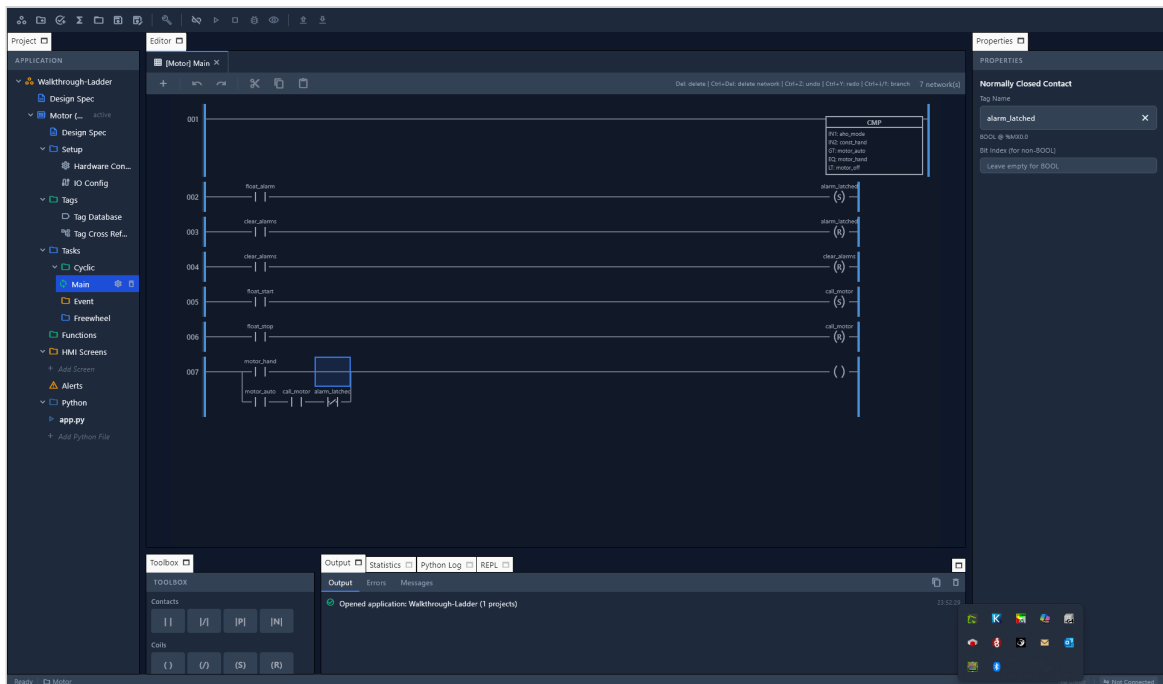 Project
Editor
Properties
APPLICATION
[Motor] Main
PROPERTIES
Walkthrough-Ladder
Design Spec
Motor (... active
Design Spec
Setup
Hardware Con...
IO Config
Tags
Tag Database
Tag Cross Ref...
Tasks
Cyclic
Main
Event
Freewheel
Functions
HMI Screens
+ Add Screen
Alerts
Python
app.py
+ Add Python File
Del: delete | Ctrl+Del: delete network | Ctrl+Z: undo | Ctrl+Y: redo | Ctrl+↓/↑: branch 7 network(s)
001
CMP
IN1: aho_mode
IN2: const_hand
GT: motor_auto
EQ: motor_hand
LT: motor_off
002
float_alarm
alarm_latched
(S)
003
clear_alarms
alarm_latched
(R)
004
clear_alarms
clear_alarms
(R)
005
float_start
call_motor
(S)
006
float_stop
call_motor
(R)
007
motor_hand
( )
motor_auto call_motor alarm_latched
Normally Closed Contact
Tag Name
alarm_latched
BOOL @ %MX0.0
Bit Index (for non-BOOL)
Leave empty for BOOL
Toolbox
TOOLBOX
Contacts
| | |/| |P| |N|
Coils
( ) (/) (S) (R)
Output Statistics Python Log REPL
Output Errors Messages
Opened application: Walkthrough-Ladder (1 projects)
23:52:29
Ready Motor
Not Connected